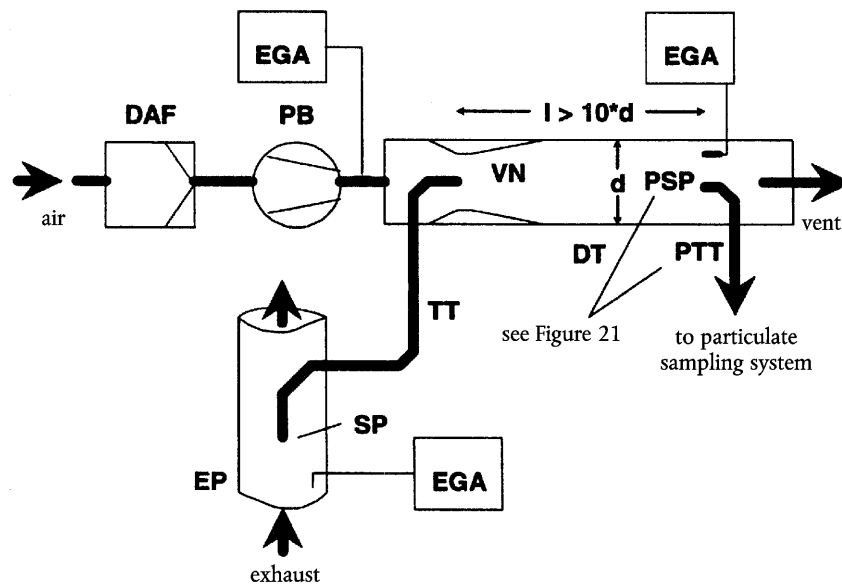 EGA
EGA
DAF
PB
l > 10*d
VN
d
PSP
air
vent
DT
PTT
TT
see Figure 21
to particulate
sampling system
SP
EP
EGA
exhaust